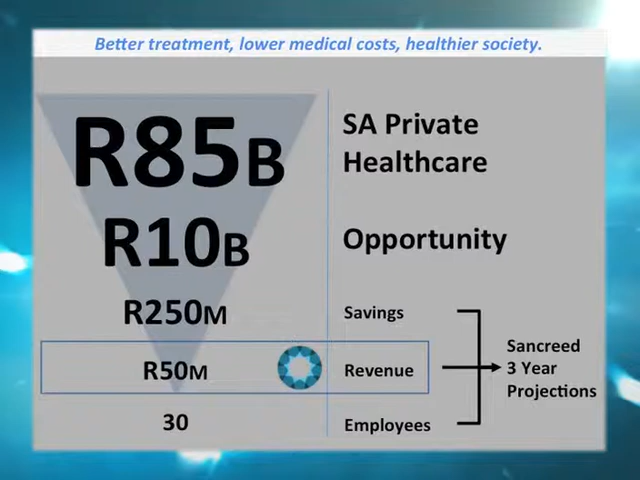 Better treatment, lower medical costs, healthier society.
R85B
SA Private
Healthcare
R10B
Opportunity
R250M
Savings
R50M
Revenue
30
Employees
Sancreed
3 Year
Projections